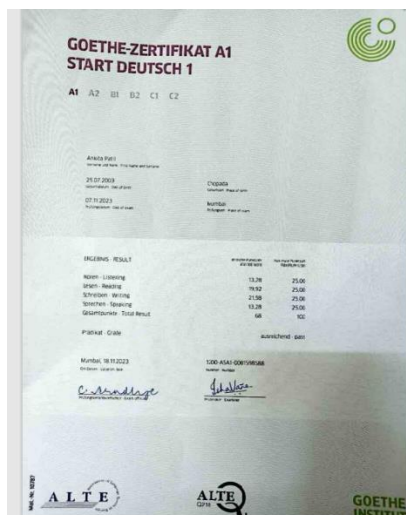 GOETHE-ZERTIFIKAT A1
START DEUTSCH 1
A1 A2 B1 B2 C1 C2
Ankita Patil
25.07.2003
Chopada
07.11.2023
Mumbai
ERGEBNIS · RESULT
Hören · Listening 13,28 25.00
Lesen · Reading 19,92 25.00
Schreiben · Writing 21,58 25.00
Sprechen · Speaking 13,28 25.00
Gesamtpunkte · Total Result 68 100
Prädikat · Grade ausreichend · pass
Mumbai, 18.11.2023
ALTE
ALTE
GOETHE
INSTITUT